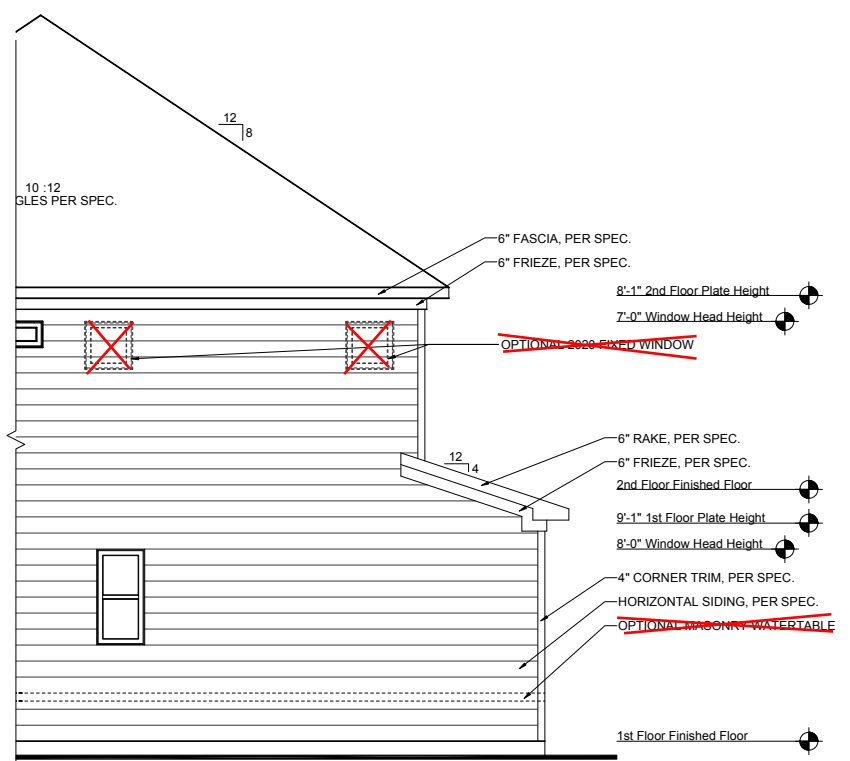 12
8
10 :12
GLES PER SPEC.
6" FASCIA, PER SPEC.
6" FRIEZE, PER SPEC.
8'-1" 2nd Floor Plate Height
7'-0" Window Head Height
OPTIONAL 2020 FIXED WINDOW
6" RAKE, PER SPEC.
12
4
6" FRIEZE, PER SPEC.
2nd Floor Finished Floor
9'-1" 1st Floor Plate Height
8'-0" Window Head Height
4" CORNER TRIM, PER SPEC.
HORIZONTAL SIDING, PER SPEC.
OPTIONAL MASONRY WATERTABLE
1st Floor Finished Floor